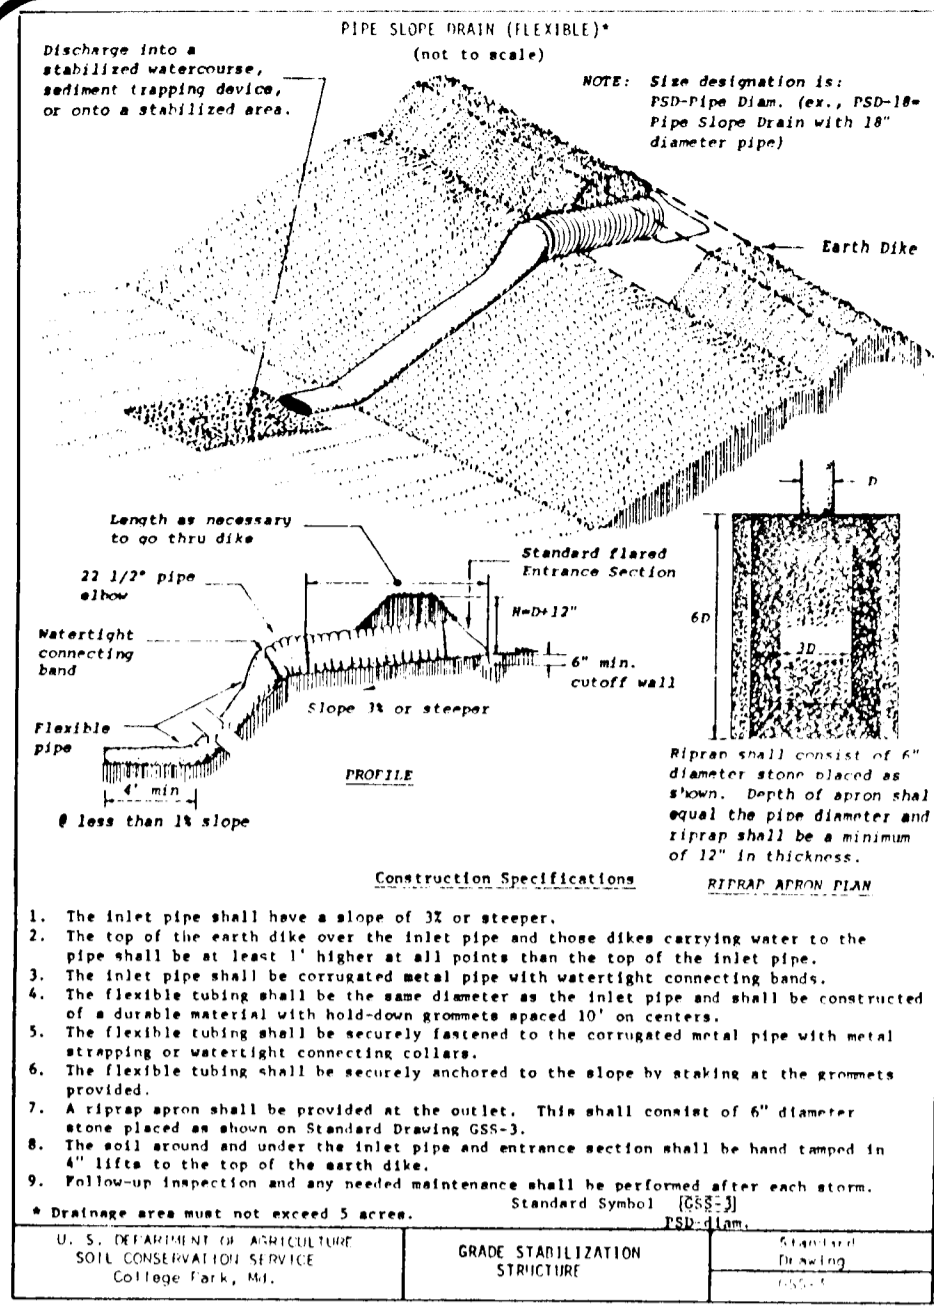 PIPE SLOPE DRAIN (FLEXIBLE)*
(not to scale)
Discharge into a
stabilized watercourse,
sediment trapping device,
or onto a stabilized area.
NOTE: Size designation is:
PSD-Pipe Diam. (ex., PSD-18=
Pipe Slope Drain with 18"
diameter pipe)
Earth Dike
Length as necessary
to go thru dike
22 1/2° pipe
elbow
Watertight
connecting
band
Flexible
pipe
4' min
@ less than 1% slope
Standard flared
Entrance Section
H=D+12"
6" min.
cutoff wall
Slope 3% or steeper
PROFILE
D
6D
3D
Riprap shall consist of 6"
diameter stone placed as
shown. Depth of apron shal
equal the pipe diameter and
riprap shall be a minimum
of 12" in thickness.
RIPRAP APRON PLAN
Construction Specifications
1. The inlet pipe shall have a slope of 3% or steeper.
2. The top of the earth dike over the inlet pipe and those dikes carrying water to the
pipe shall be at least 1' higher at all points than the top of the inlet pipe.
3. The inlet pipe shall be corrugated metal pipe with watertight connecting bands.
4. The flexible tubing shall be the same diameter as the inlet pipe and shall be constructed
of a durable material with hold-down grommets spaced 10' on centers.
5. The flexible tubing shall be securely fastened to the corrugated metal pipe with metal
strapping or watertight connecting collars.
6. The flexible tubing shall be securely anchored to the slope by staking at the grommets
provided.
7. A riprap apron shall be provided at the outlet. This shall consist of 6" diameter
stone placed as shown on Standard Drawing GSS-3.
8. The soil around and under the inlet pipe and entrance section shall be hand tamped in
4" lifts to the top of the earth dike.
9. Follow-up inspection and any needed maintenance shall be performed after each storm.
* Drainage area must not exceed 5 acres.
Standard Symbol [GSS-3]
PSD-diam.
U. S. DEPARTMENT OF AGRICULTURE
SOIL CONSERVATION SERVICE
College Park, Md.
GRADE STABILIZATION
STRUCTURE
Standard
Drawing
GSS-3